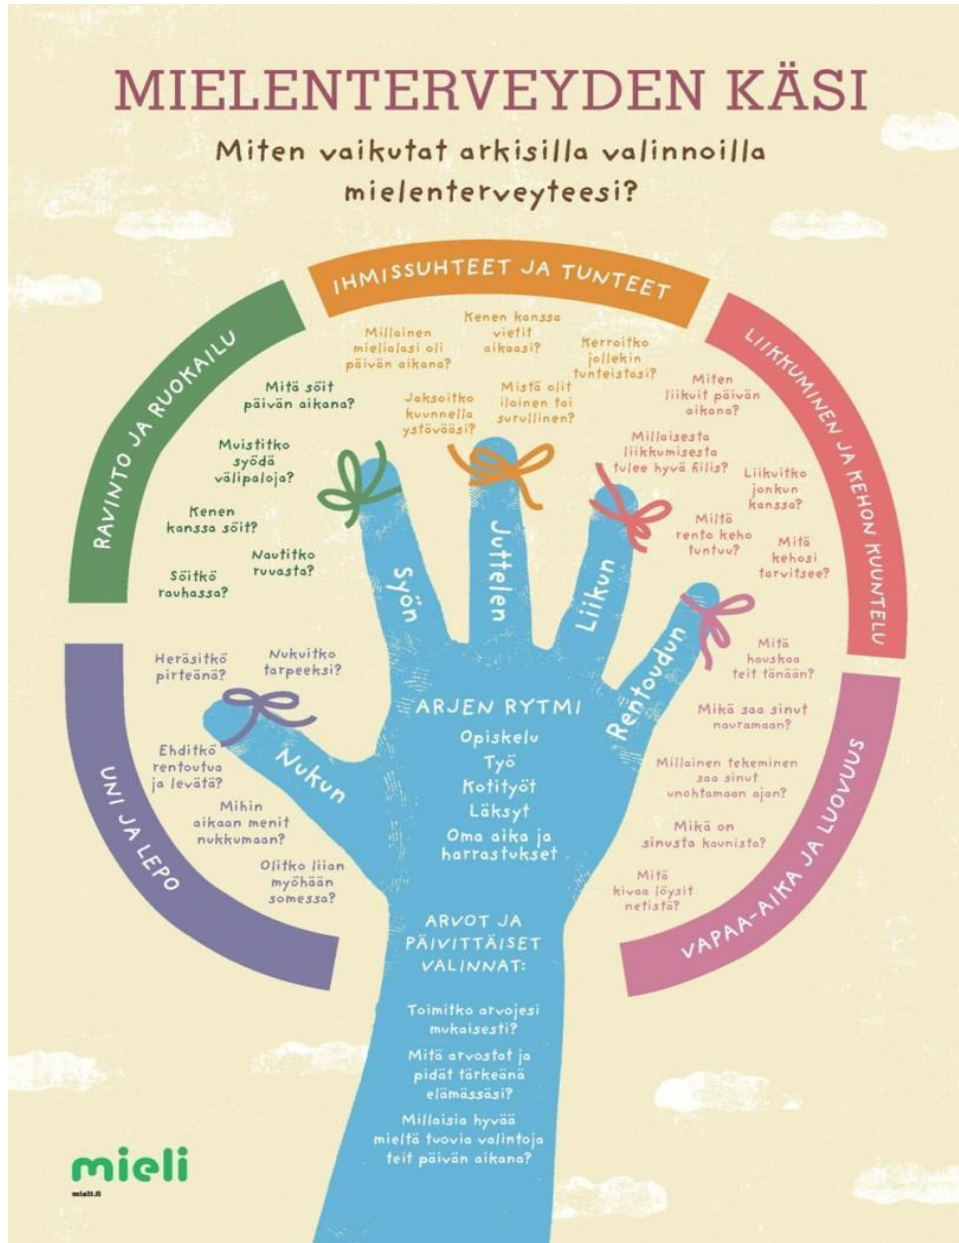 MIELENTERVEYDEN KÄSI
Miten vaikutat arkisilla valinnoilla
mielenterveyteesi?
UNI JA LEPO
Heräsitkö
pirteänä?
Nukuitko
tarpeeksi?
Ehditkö
rentoutua
ja levätä?
Mihin
aikaan menit
nukkumaan?
Olitko liian
myöhään
somessa?
Nukun
RAVINTO JA RUOKAILU
Mitä söit
päivän aikana?
Muistitko
syödä
välipaloja?
Kenen
kanssa söit?
Nautitko
ruuasta?
Söitkö
rauhassa?
Syön
IHMISSUHTEET JA TUNTEET
Millainen
mielialasi oli
päivän aikana?
Kenen kanssa
vietit
aikaasi?
Kerroitko
jollekin
tunteistasi?
Jaksoitko
kuunnella
ystävääsi?
Mistä olit
iloinen tai
surullinen?
Juttelen
LIIKKUMINEN JA KEHON KUUNTELU
Miten
liikuit päivän
aikana?
Millaisesta
liikkumisesta
tulee hyvä fiilis?
Liikuitko
jonkun
kanssa?
Miltä
rento keho
tuntuu?
Mitä
kehosi
tarvitsee?
Liikun
VAPAA-AIKA JA LUOVUUS
Mitä
hauskaa
teit tänään?
Mikä saa sinut
nauramaan?
Millainen tekeminen
saa sinut
unohtamaan ajan?
Mikä on
sinusta kaunista?
Mitä
kivaa löysit
netistä?
Rentoudun
ARJEN RYTMI
Opiskelu
Työ
Kotityöt
Läksyt
Oma aika ja
harrastukset
ARVOT JA
PÄIVITTÄISET
VALINNAT:
Toimitko arvojesi
mukaisesti?
Mitä arvostat ja
pidät tärkeänä
elämässäsi?
Millaisia hyvää
mieltä tuovia valintoja
teit päivän aikana?
mieli
mieli.fi